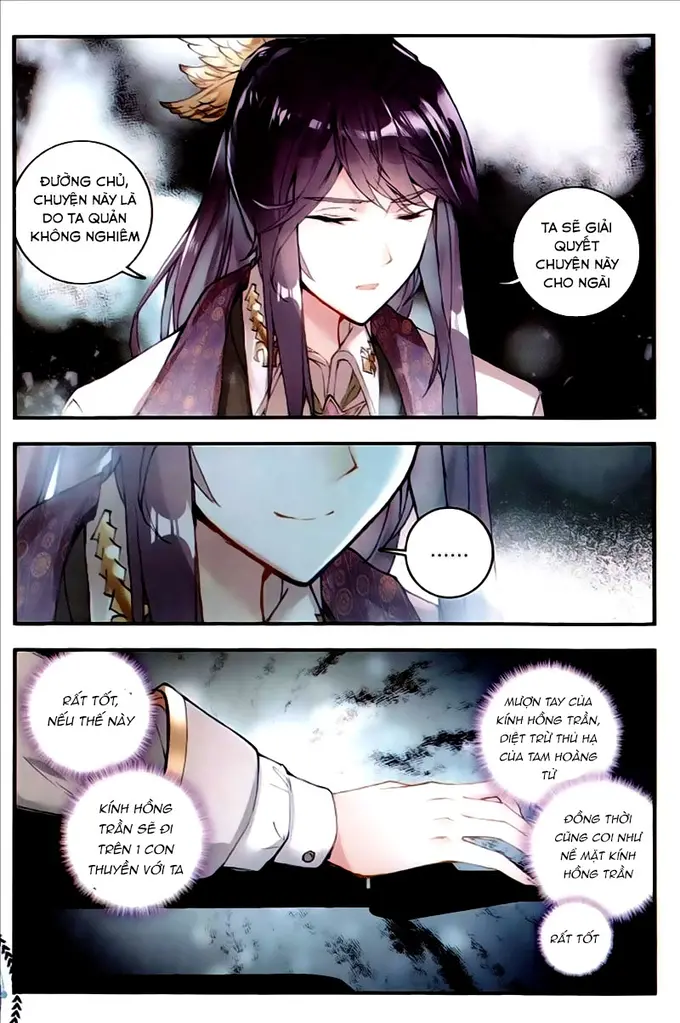 ĐƯỜNG CHỦ,
CHUYỆN NÀY LÀ
DO TA QUẢN
KHÔNG NGHIÊM
TA SẼ GIẢI
QUYẾT
CHUYỆN NÀY
CHO NGÀI
......
RẤT TỐT,
NẾU THẾ NÀY
KÍNH HỒNG
TRẦN SẼ ĐI
TRÊN 1 CON
THUYỀN VỚI TA
MƯỢN TAY CỦA
KÍNH HỒNG TRẦN,
DIỆT TRỪ THỦ HẠ
CỦA TAM HOÀNG
TỬ
ĐỒNG THỜI
CŨNG COI NHƯ
NỂ MẶT KÍNH
HỒNG TRẦN
RẤT TỐT